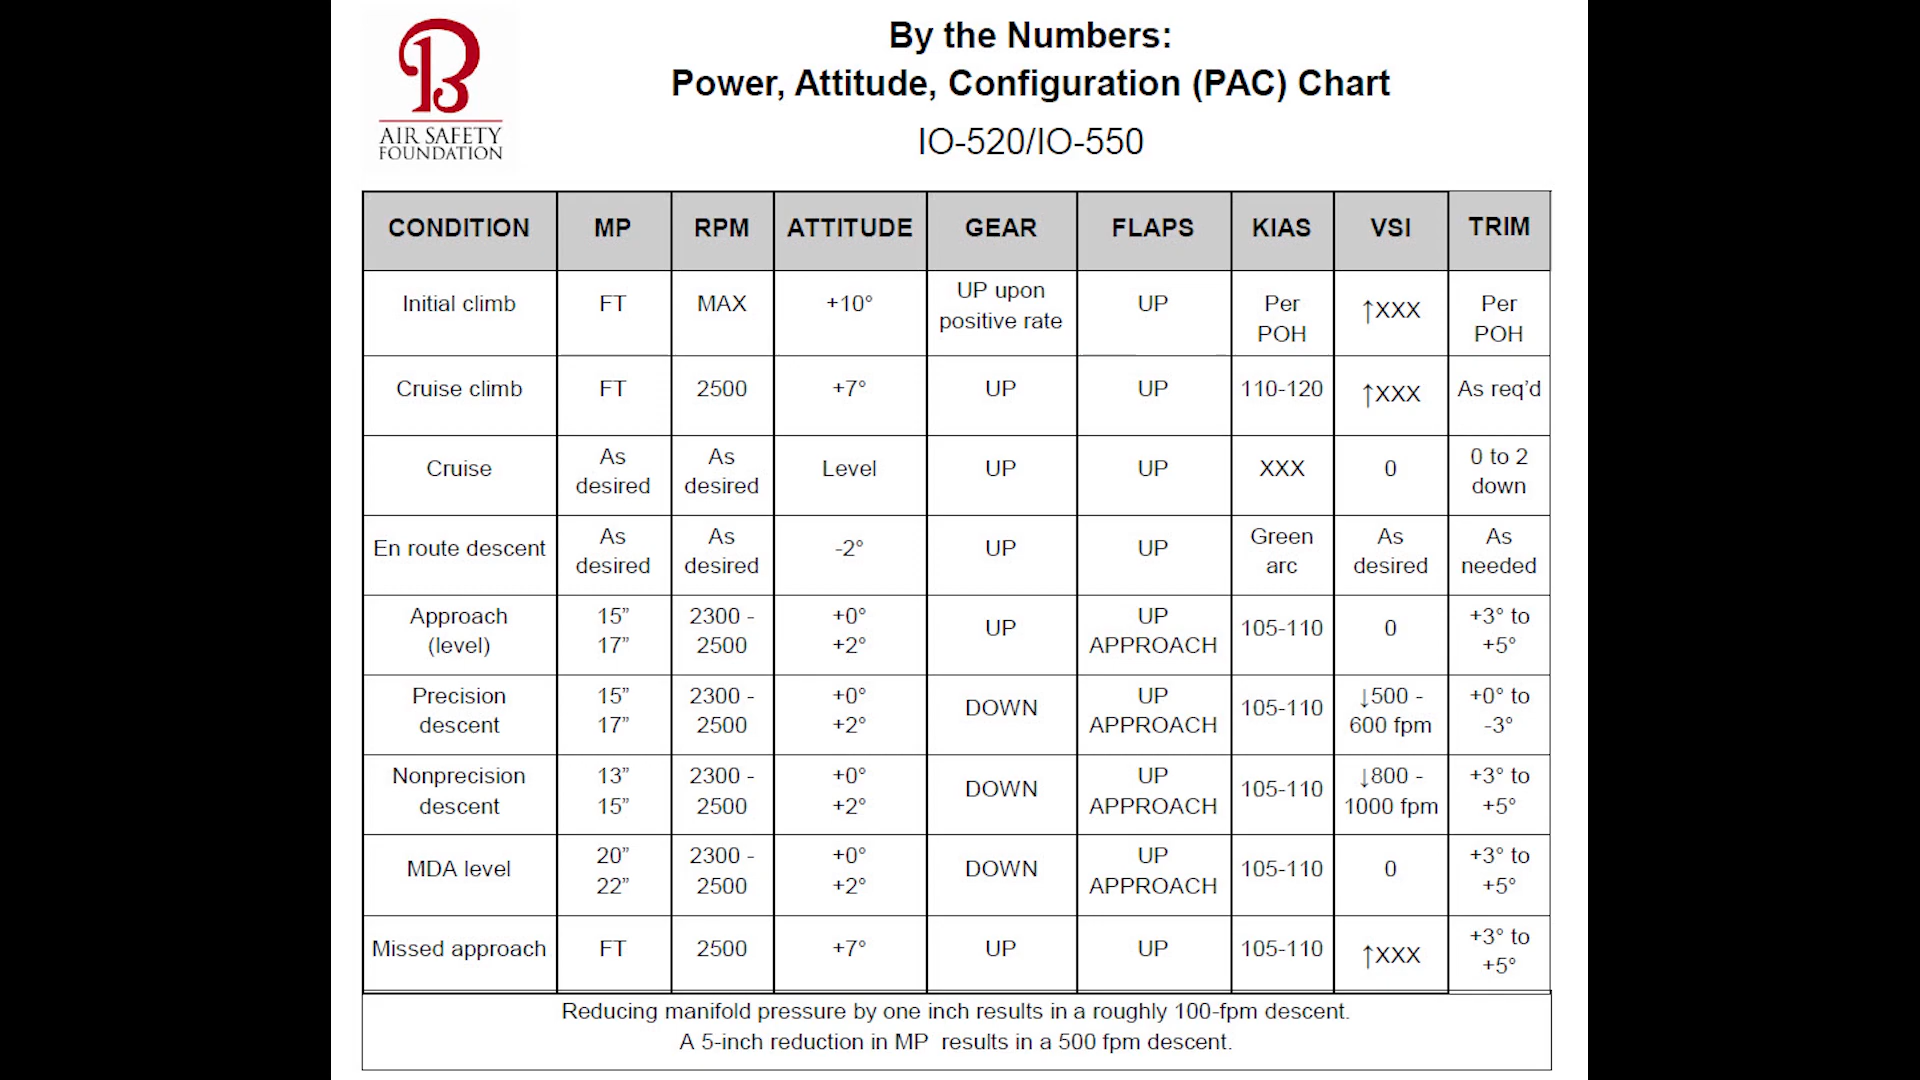 B
AIR SAFETY
FOUNDATION
By the Numbers:
Power, Attitude, Configuration (PAC) Chart
IO-520/IO-550
CONDITION MP RPM ATTITUDE GEAR FLAPS KIAS VSI TRIM
Initial climb FT MAX +10° UP upon positive rate UP Per POH ↑XXX Per POH
Cruise climb FT 2500 +7° UP UP 110-120 ↑XXX As req’d
Cruise As desired As desired Level UP UP XXX 0 0 to 2 down
En route descent As desired As desired -2° UP UP Green arc As desired As needed
Approach (level) 15” 17” 2300 - 2500 +0° +2° UP UP APPROACH 105-110 0 +3° to +5°
Precision descent 15” 17” 2300 - 2500 +0° +2° DOWN UP APPROACH 105-110 ↓500 - 600 fpm +0° to -3°
Nonprecision descent 13” 15” 2300 - 2500 +0° +2° DOWN UP APPROACH 105-110 ↓800 - 1000 fpm +3° to +5°
MDA level 20” 22” 2300 - 2500 +0° +2° DOWN UP APPROACH 105-110 0 +3° to +5°
Missed approach FT 2500 +7° UP UP 105-110 ↑XXX +3° to +5°
Reducing manifold pressure by one inch results in a roughly 100-fpm descent.
A 5-inch reduction in MP results in a 500 fpm descent.